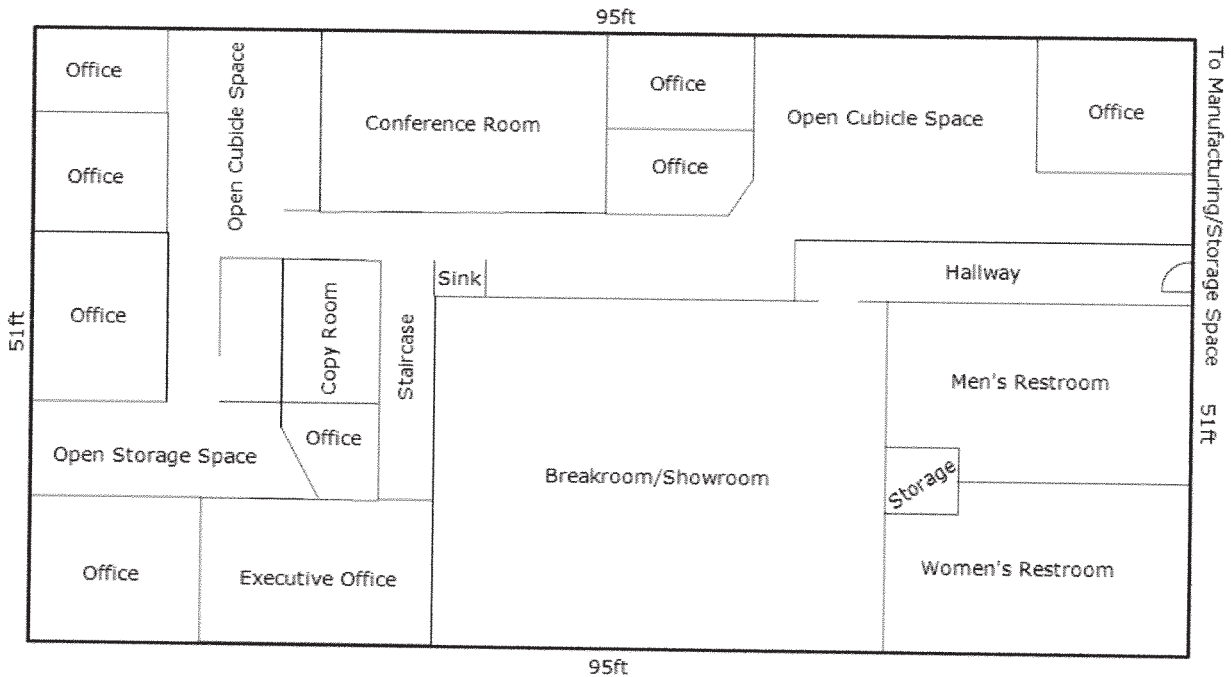 95ft
Office
Open Cubicle Space
Conference Room
Office
Open Cubicle Space
Office
To Manufacturing/Storage Space
Office
Office
Hallway
Sink
Office
Copy Room
Staircase
51ft
Men's Restroom
51ft
Office
Open Storage Space
Breakroom/Showroom
Storage
Office
Executive Office
Women's Restroom
95ft